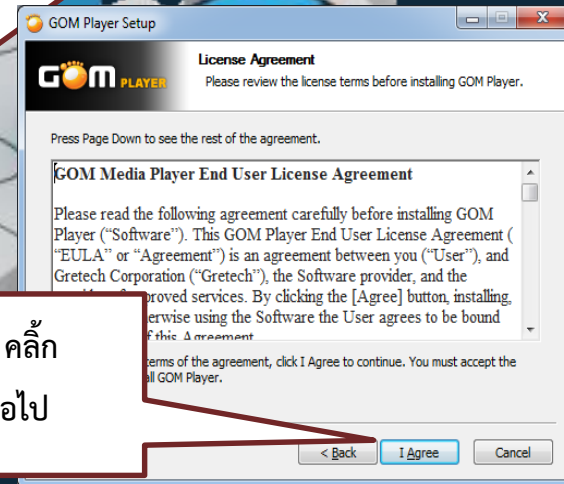 GOM Player Setup
GOM PLAYER
License Agreement
Please review the license terms before installing GOM Player.
Press Page Down to see the rest of the agreement.
GOM Media Player End User License Agreement
Please read the following agreement carefully before installing GOM
Player (“Software”). This GOM Player End User License Agreement (
“EULA” or “Agreement”) is an agreement between you (“User”), and
Gretech Corporation (“Gretech”), the Software provider, and the
proved services. By clicking the [Agree] button, installing,
erwise using the Software the User agrees to be bound
f this Agreement
erms of the agreement, click I Agree to continue. You must accept the
all GOM Player.
คลิ้ก
อไป
< Back
I Agree
Cancel